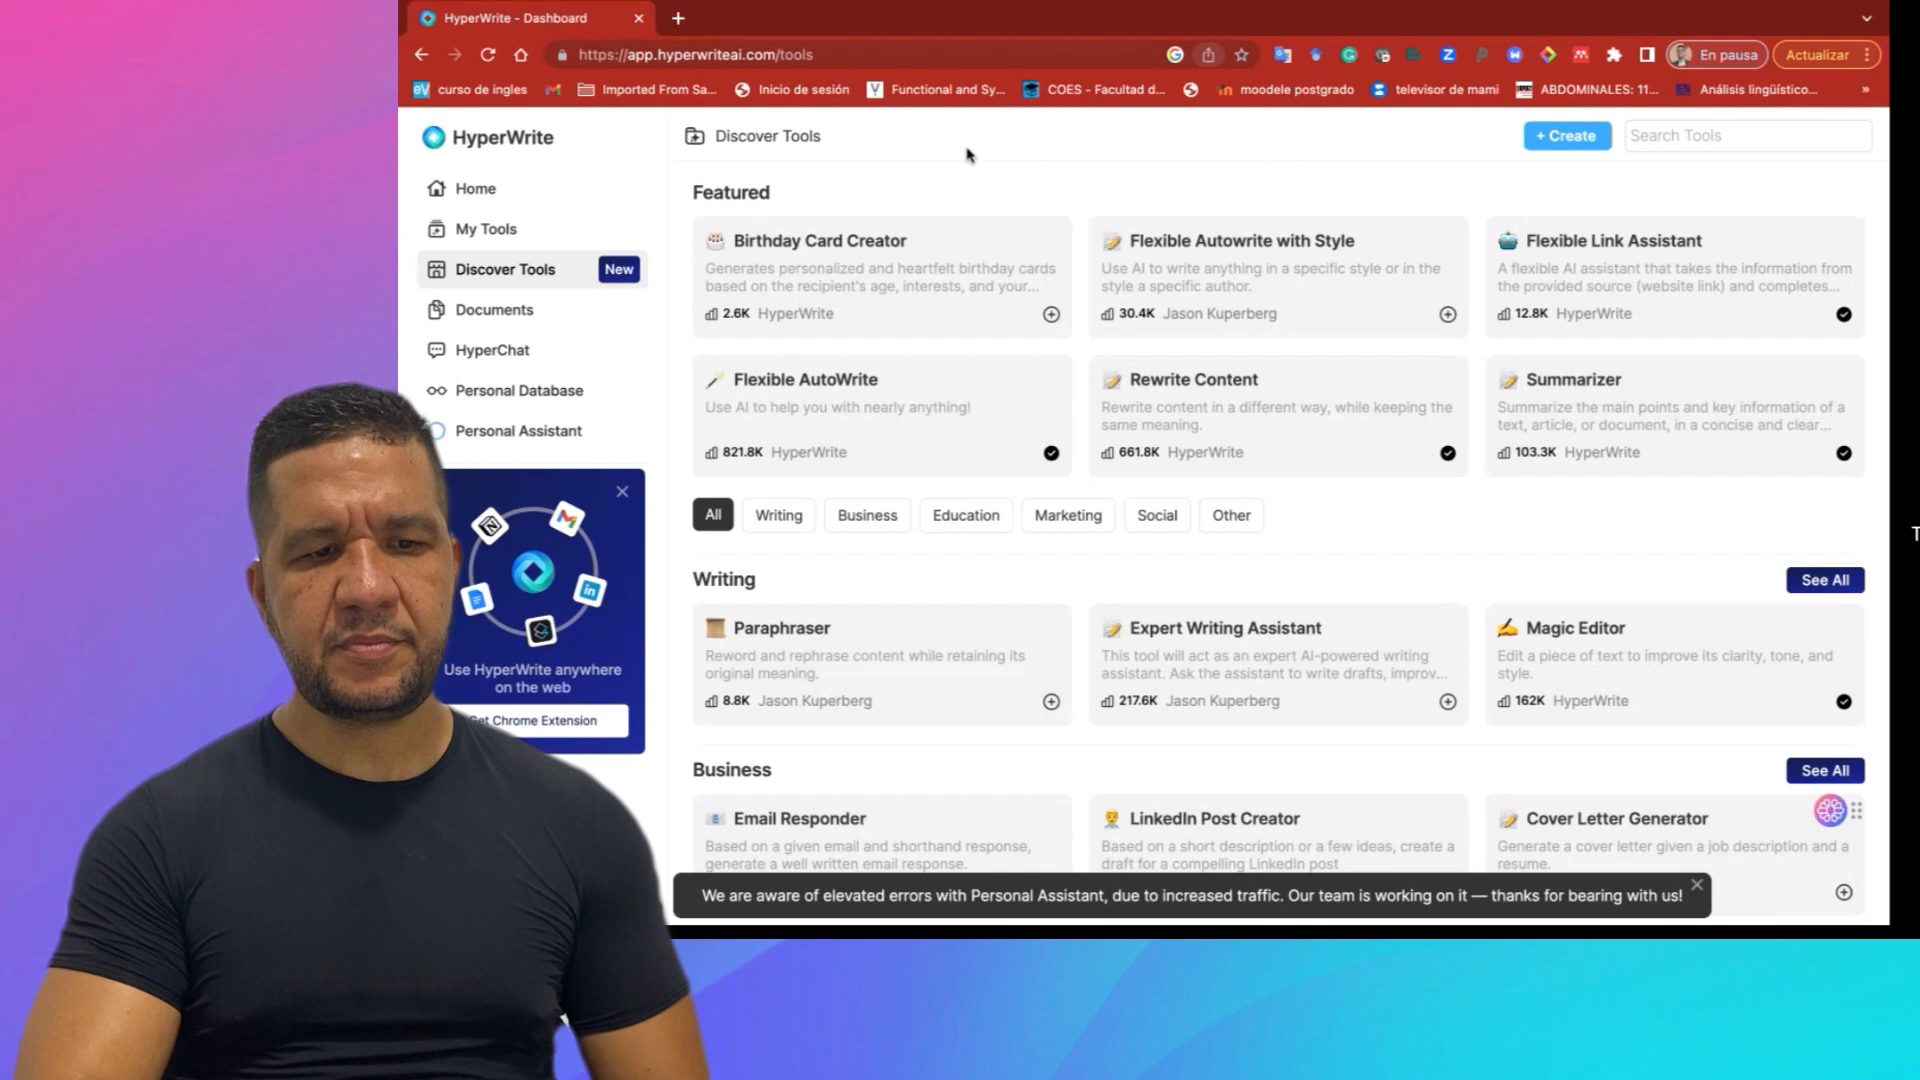 HyperWrite - Dashboard
https://app.hyperwriteai.com/tools
En pausa
Actualizar
curso de ingles
Imported From Sa...
Inicio de sesión
Functional and Sy...
COES - Facultad d...
moodele postgrado
televisor de mami
ABDOMINALES: 11...
Análisis lingüístico...
HyperWrite
Home
My Tools
Discover Tools
New
Documents
HyperChat
Personal Database
Personal Assistant
Use HyperWrite anywhere
on the web
Chrome Extension
Discover Tools
+ Create
Search Tools
Featured
Birthday Card Creator
Generates personalized and heartfelt birthday cards
based on the recipient's age, interests, and your...
2.6K HyperWrite
Flexible Autowrite with Style
Use AI to write anything in a specific style or in the
style a specific author.
30.4K Jason Kuperberg
Flexible Link Assistant
A flexible AI assistant that takes the information from
the provided source (website link) and completes...
12.8K HyperWrite
Flexible AutoWrite
Use AI to help you with nearly anything!
821.8K HyperWrite
Rewrite Content
Rewrite content in a different way, while keeping the
same meaning.
661.8K HyperWrite
Summarizer
Summarize the main points and key information of a
text, article, or document, in a concise and clear...
103.3K HyperWrite
All
Writing
Business
Education
Marketing
Social
Other
Writing
See All
Paraphraser
Reword and rephrase content while retaining its
original meaning.
8.8K Jason Kuperberg
Expert Writing Assistant
This tool will act as an expert AI-powered writing
assistant. Ask the assistant to write drafts, improv...
217.6K Jason Kuperberg
Magic Editor
Edit a piece of text to improve its clarity, tone, and
style.
162K HyperWrite
Business
See All
Email Responder
Based on a given email and shorthand response,
generate a well written email response.
LinkedIn Post Creator
Based on a short description or a few ideas, create a
draft for a compelling LinkedIn post
Cover Letter Generator
Generate a cover letter given a job description and a
resume.
We are aware of elevated errors with Personal Assistant, due to increased traffic. Our team is working on it — thanks for bearing with us!